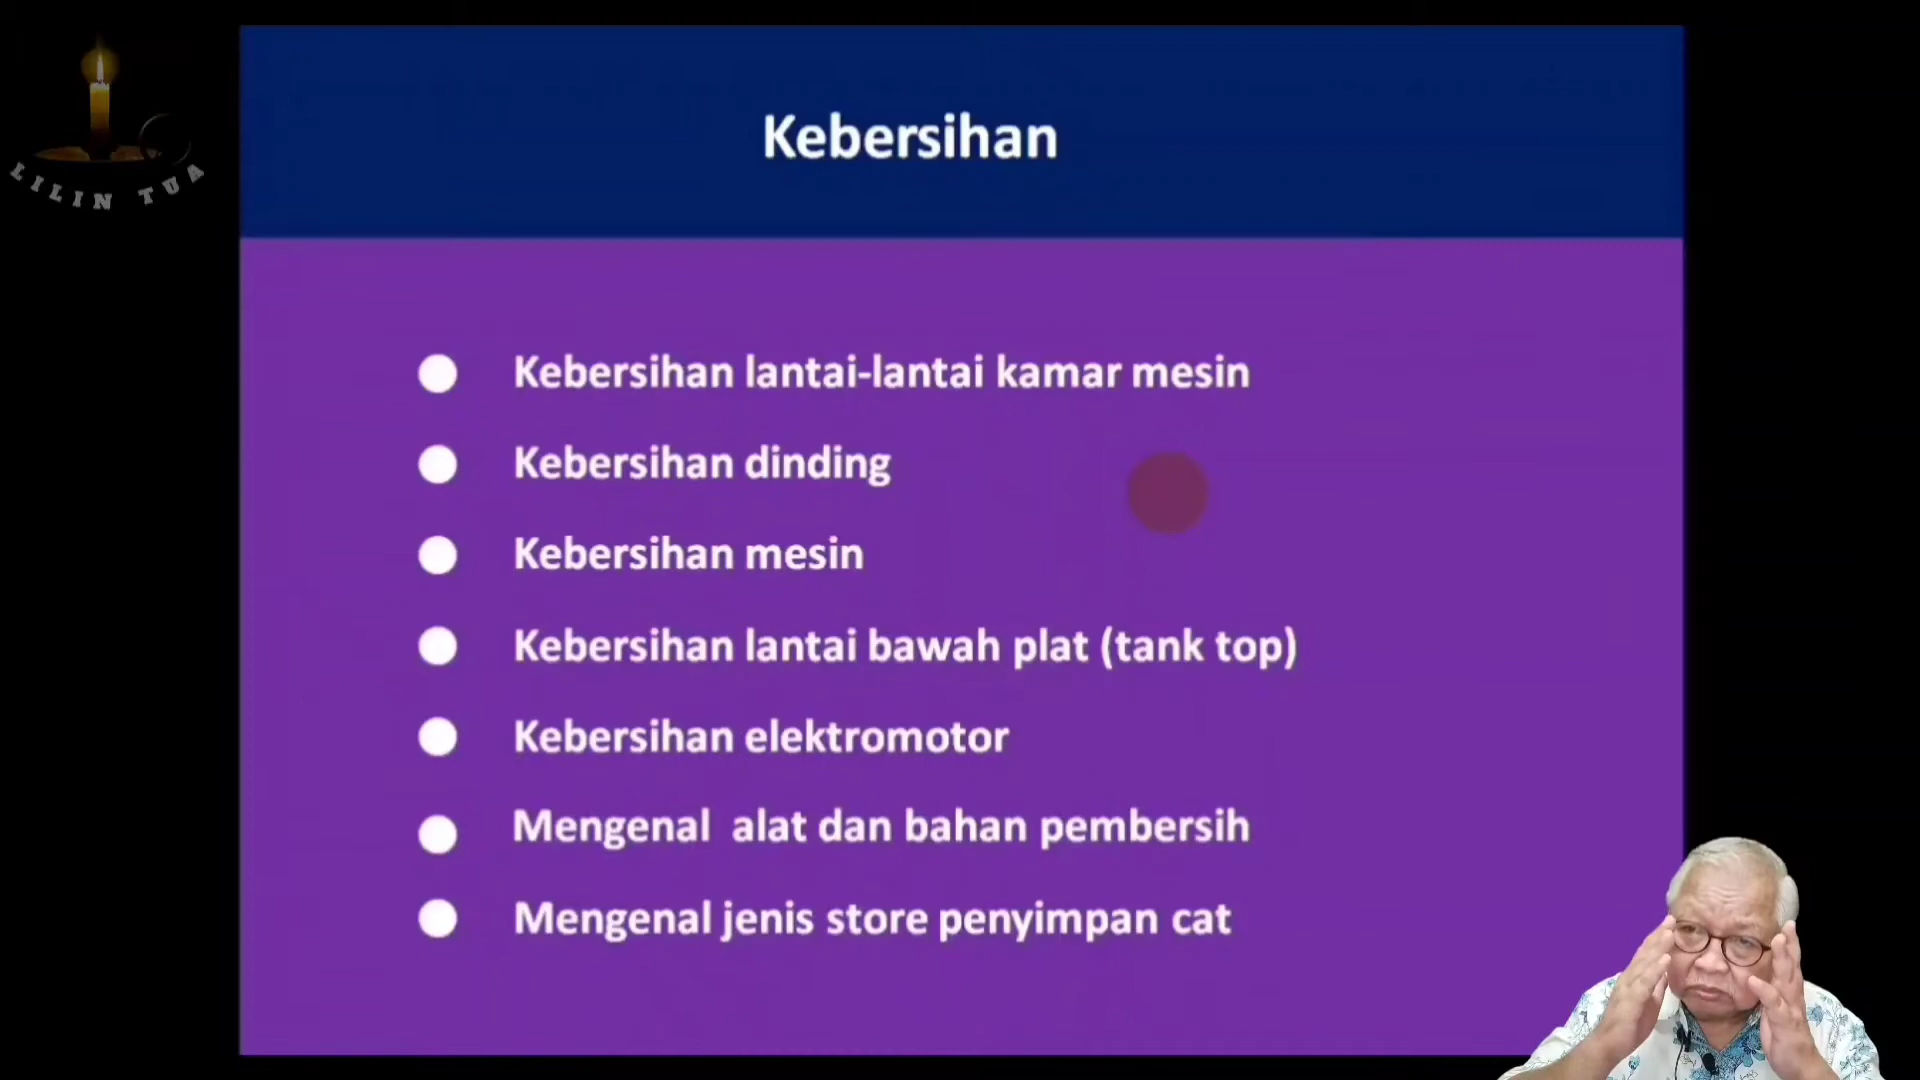 LILIN TUA
Kebersihan
Kebersihan lantai-lantai kamar mesin
Kebersihan dinding
Kebersihan mesin
Kebersihan lantai bawah plat (tank top)
Kebersihan elektromotor
Mengenal alat dan bahan pembersih
Mengenal jenis store penyimpan cat